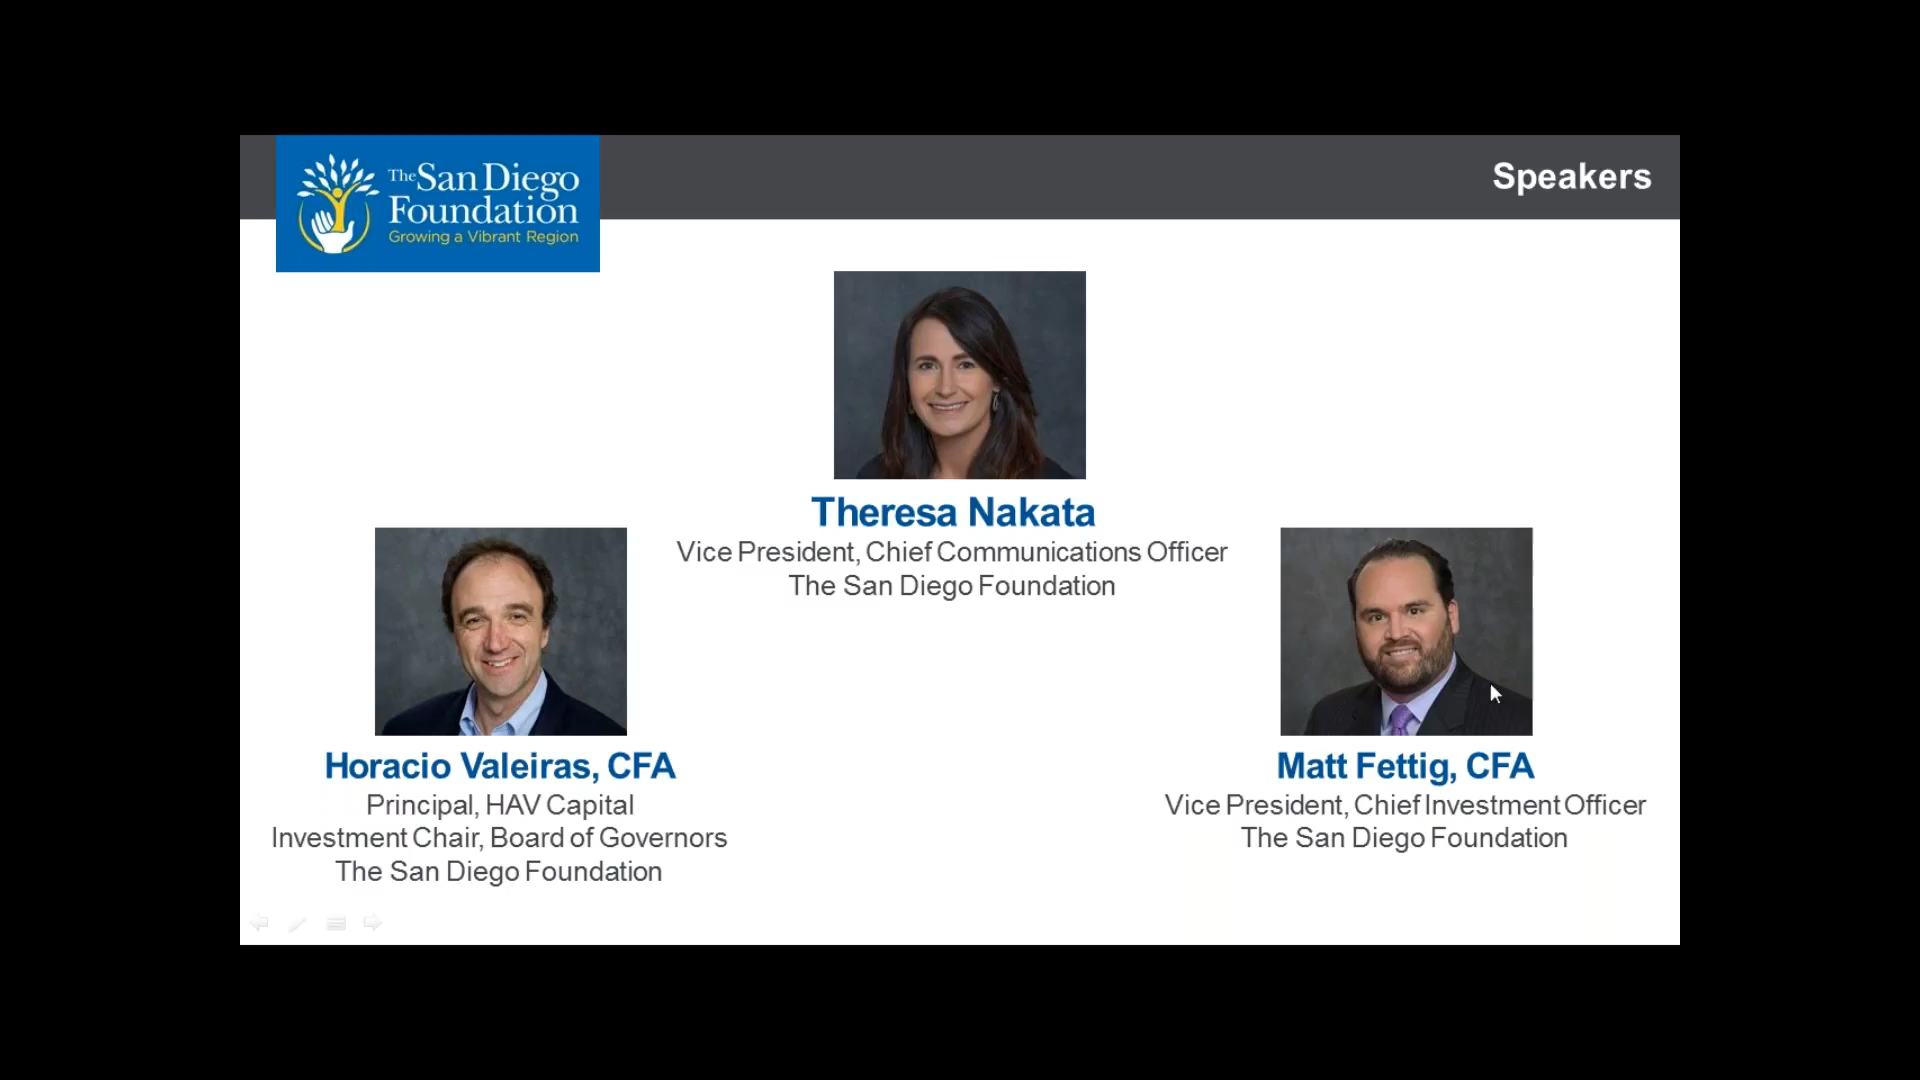 The San Diego
Foundation
Growing a Vibrant Region
Speakers
Theresa Nakata
Vice President, Chief Communications Officer
The San Diego Foundation
Horacio Valeiras, CFA
Principal, HAV Capital
Investment Chair, Board of Governors
The San Diego Foundation
Matt Fettig, CFA
Vice President, Chief Investment Officer
The San Diego Foundation